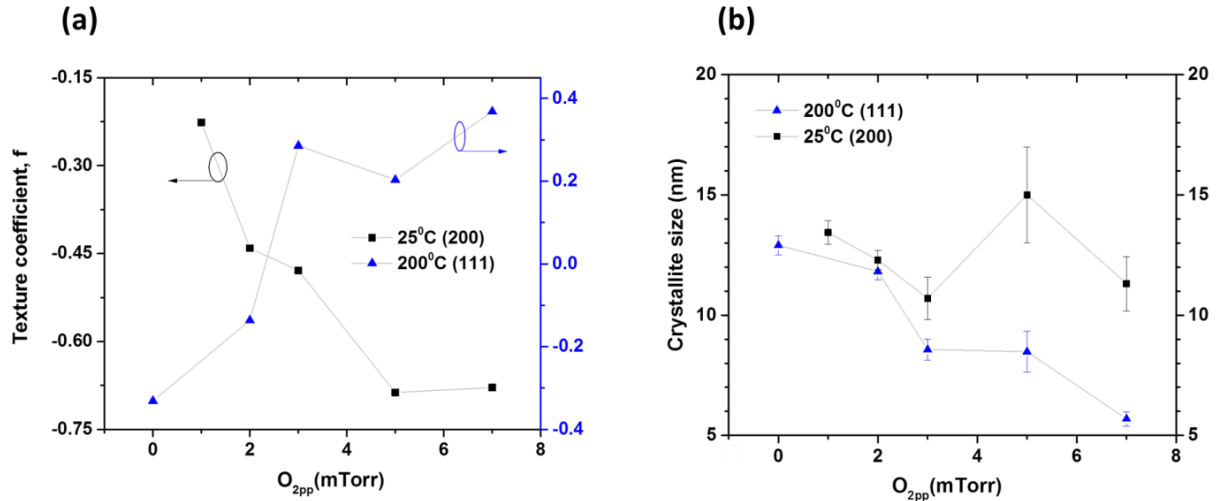 (a)
(b)
Texture coefficient, f
-0.15
-0.30
-0.45
-0.60
-0.75
0.4
0.2
0.0
-0.2
-0.4
25⁰C (200)
200⁰C (111)
0 2 4 6 8
O₂ₚₚ(mTorr)
Crystallite size (nm)
20
15
10
5
20
15
10
5
200⁰C (111)
25⁰C (200)
0 2 4 6 8
O₂ₚₚ(mTorr)